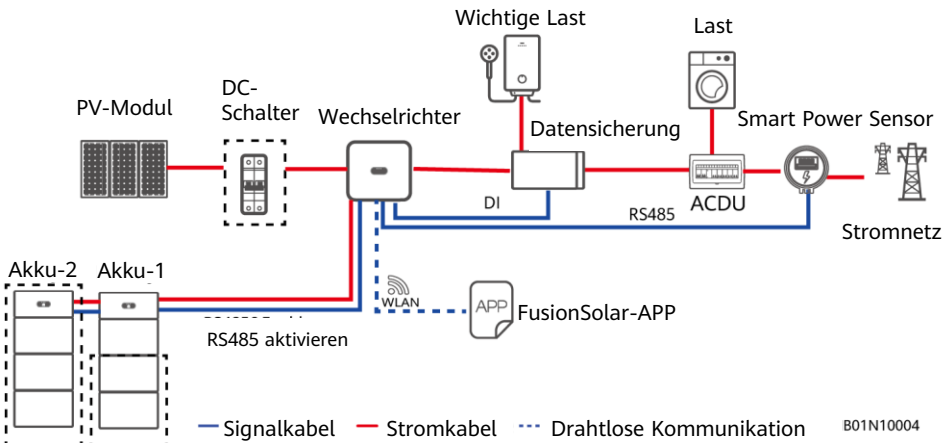 Wichtige Last
Last
DC-
Schalter
PV-Modul
Wechselrichter
Datensicherung
Smart Power Sensor
DI
RS485
ACDU
Stromnetz
Akku-2
Akku-1
WLAN
APP
FusionSolar-APP
RS485 aktivieren
Signalkabel
Stromkabel
Drahtlose Kommunikation
B01N10004